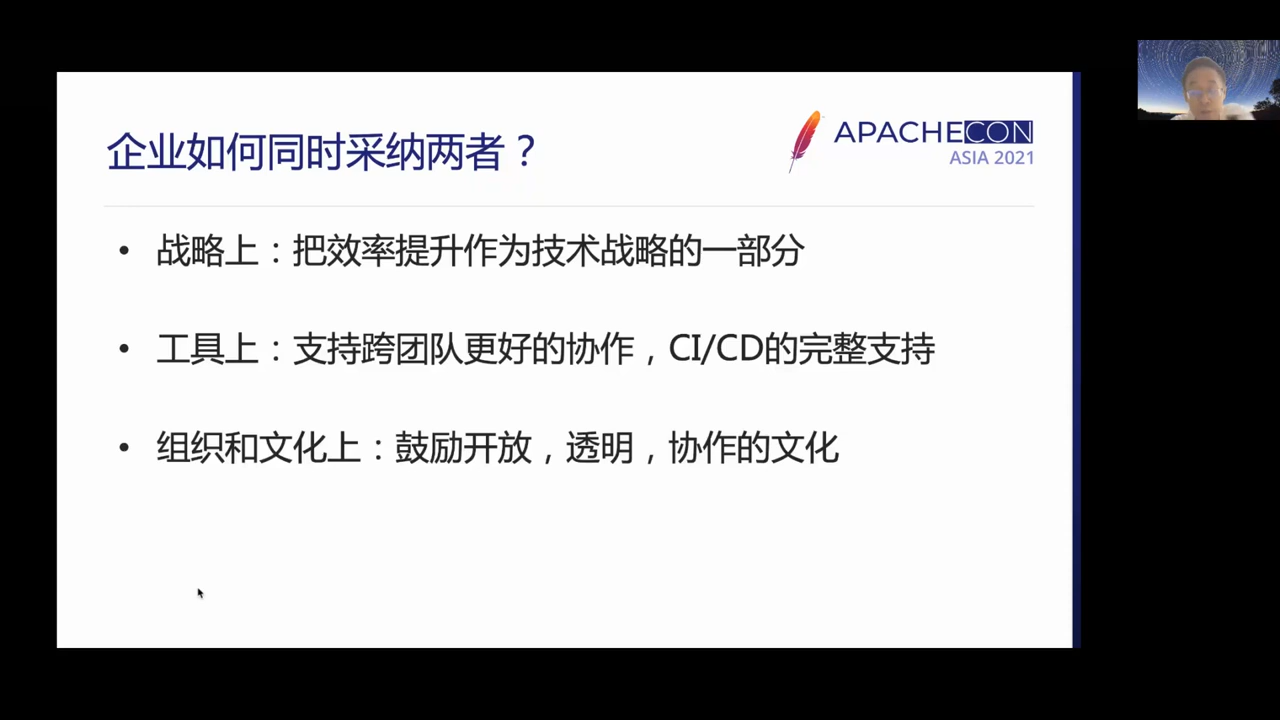 企业如何同时采纳两者？
APACHECON
ASIA 2021
• 战略上：把效率提升作为技术战略的一部分
• 工具上：支持跨团队更好的协作，CI/CD的完整支持
• 组织和文化上：鼓励开放，透明，协作的文化